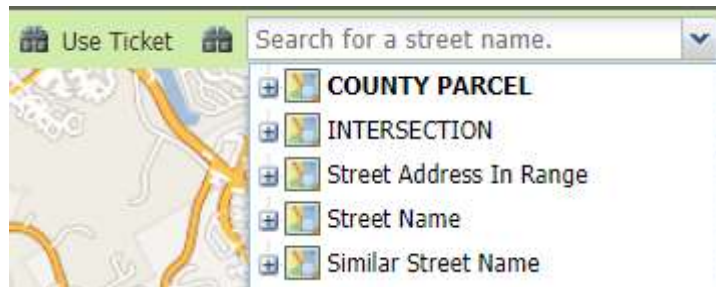 Use Ticket Search for a street name.
COUNTY PARCEL
INTERSECTION
Street Address In Range
Street Name
Similar Street Name